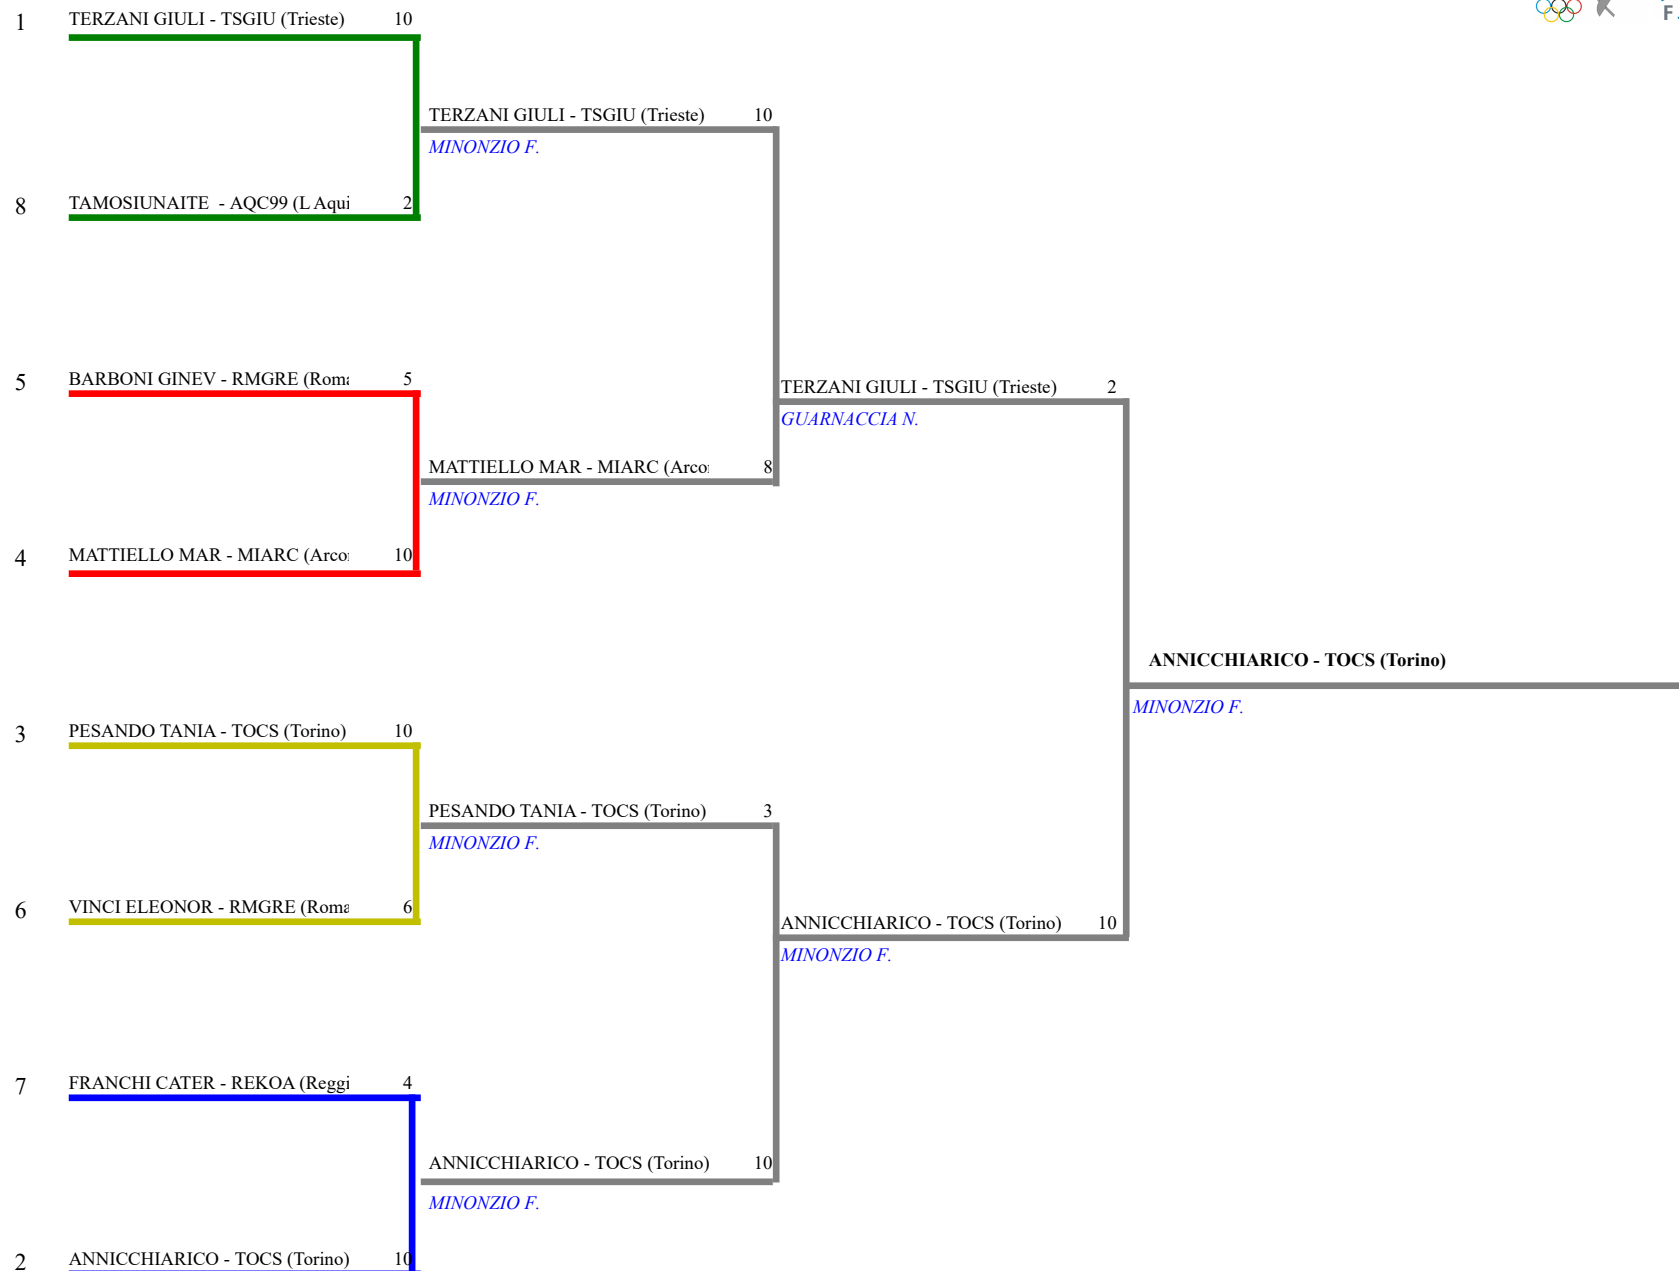 F
1 TERZANI GIULI - TSGIU (Trieste) 10
TERZANI GIULI - TSGIU (Trieste) 10
MINONZIO F.
8 TAMOSIUNAITE - AQC99 (L Aqui 2
5 BARBONI GINEV - RMGRE (Roma 5
TERZANI GIULI - TSGIU (Trieste) 2
GUARNACCIA N.
MATTIELLO MAR - MIARC (Arco 8
MINONZIO F.
4 MATTIELLO MAR - MIARC (Arco 10
ANNICCHIARICO - TOCS (Torino)
MINONZIO F.
3 PESANDO TANIA - TOCS (Torino) 10
PESANDO TANIA - TOCS (Torino) 3
MINONZIO F.
6 VINCI ELEONOR - RMGRE (Roma 6
ANNICCHIARICO - TOCS (Torino) 10
MINONZIO F.
7 FRANCHI CATER - REKOA (Reggi 4
ANNICCHIARICO - TOCS (Torino) 10
MINONZIO F.
2 ANNICCHIARICO - TOCS (Torino) 10